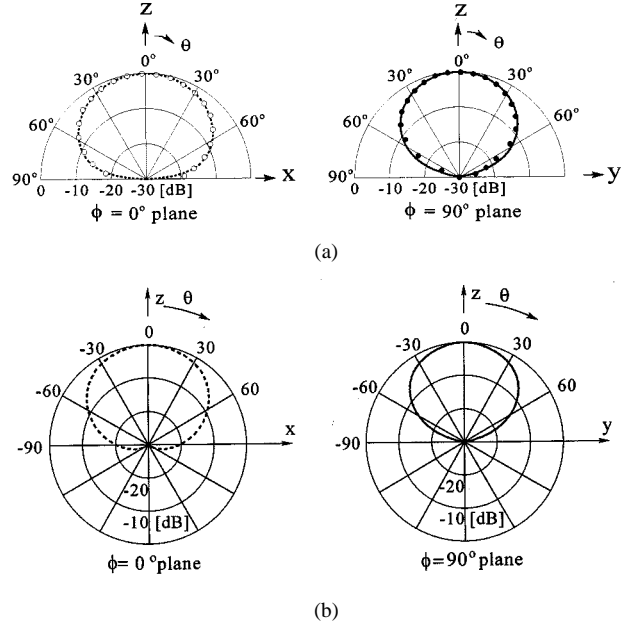 z z
θ θ
0° 0°
30° 30° 30° 30°
60° 60° 60° 60°
90° x 90° y
0 -10 -20 -30 [dB] 0 -10 -20 -30 [dB]
ϕ = 0° plane ϕ = 90° plane
(a)
z θ z θ
0 0
-30 30 -30 30
-60 60 -60 60
-90 x -90 y
-20 -20
-10 [dB] -10 [dB]
ϕ= 0 °plane ϕ=90°plane
(b)